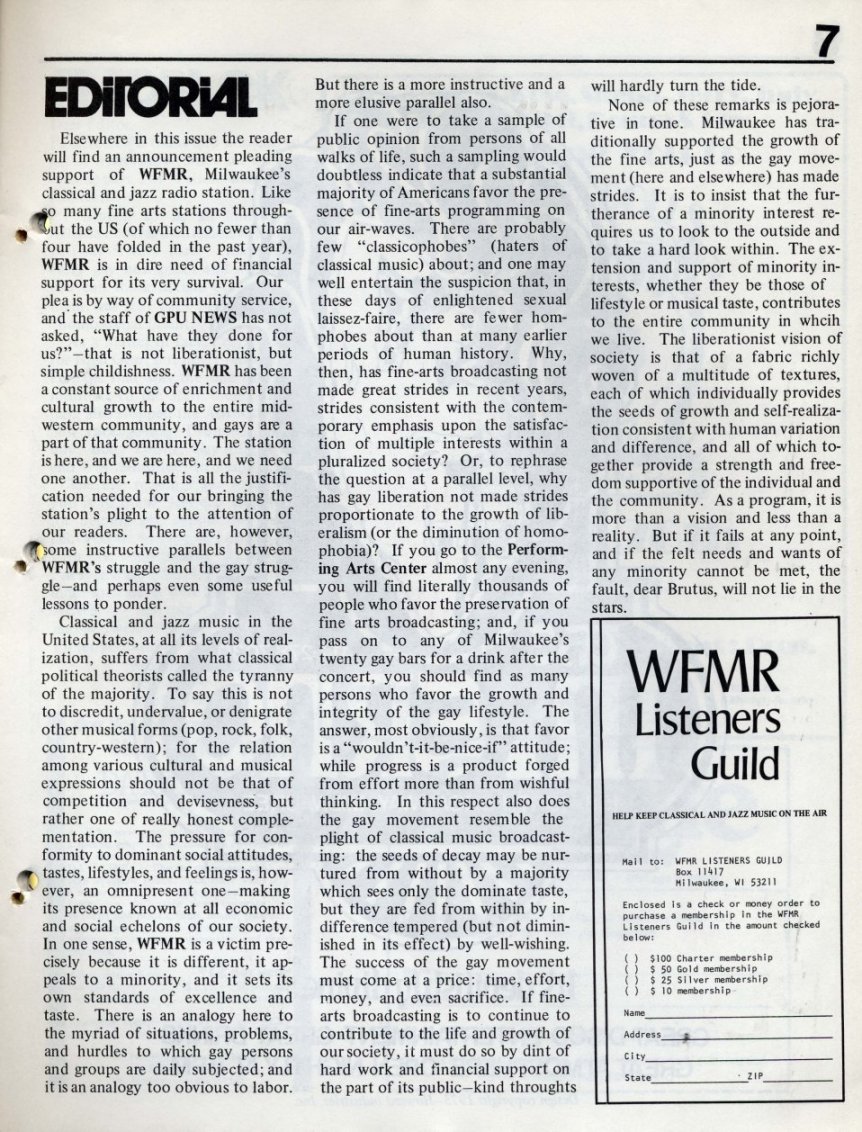 7
EDITORIAL
Elsewhere in this issue the reader
will find an announcement pleading
support of WFMR, Milwaukee's
classical and jazz radio station. Like
so many fine arts stations through-
out the US (of which no fewer than
four have folded in the past year),
WFMR is in dire need of financial
support for its very survival. Our
plea is by way of community service,
and the staff of GPU NEWS has not
asked, "What have they done for
us?"—that is not liberationist, but
simple childishness. WFMR has been
a constant source of enrichment and
cultural growth to the entire mid-
western community, and gays are a
part of that community. The station
is here, and we are here, and we need
one another. That is all the justifi-
cation needed for our bringing the
station's plight to the attention of
our readers. There are, however,
some instructive parallels between
WFMR's struggle and the gay strug-
gle—and perhaps even some useful
lessons to ponder.
Classical and jazz music in the
United States, at all its levels of real-
ization, suffers from what classical
political theorists called the tyranny
of the majority. To say this is not
to discredit, undervalue, or denigrate
other musical forms (pop, rock, folk,
country-western); for the relation
among various cultural and musical
expressions should not be that of
competition and devisevness, but
rather one of really honest comple-
mentation. The pressure for con-
formity to dominant social attitudes,
tastes, lifestyles, and feelings is, how-
ever, an omnipresent one—making
its presence known at all economic
and social echelons of our society.
In one sense, WFMR is a victim pre-
cisely because it is different, it ap-
peals to a minority, and it sets its
own standards of excellence and
taste. There is an analogy here to
the myriad of situations, problems,
and hurdles to which gay persons
and groups are daily subjected; and
it is an analogy too obvious to labor.
But there is a more instructive and a
more elusive parallel also.
If one were to take a sample of
public opinion from persons of all
walks of life, such a sampling would
doubtless indicate that a substantial
majority of Americans favor the pre-
sence of fine-arts programming on
our air-waves. There are probably
few "classicophobes" (haters of
classical music) about; and one may
well entertain the suspicion that, in
these days of enlightened sexual
laissez-faire, there are fewer hom-
phobes about than at many earlier
periods of human history. Why,
then, has fine-arts broadcasting not
made great strides in recent years,
strides consistent with the contem-
porary emphasis upon the satisfac-
tion of multiple interests within a
pluralized society? Or, to rephrase
the question at a parallel level, why
has gay liberation not made strides
proportionate to the growth of lib-
eralism (or the diminution of homo-
phobia)? If you go to the Perform-
ing Arts Center almost any evening,
you will find literally thousands of
people who favor the preservation of
fine arts broadcasting; and, if you
pass on to any of Milwaukee's
twenty gay bars for a drink after the
concert, you should find as many
persons who favor the growth and
integrity of the gay lifestyle. The
answer, most obviously, is that favor
is a "wouldn't-it-be-nice-if" attitude;
while progress is a product forged
from effort more than from wishful
thinking. In this respect also does
the gay movement resemble the
plight of classical music broadcast-
ing: the seeds of decay may be nur-
tured from without by a majority
which sees only the dominate taste,
but they are fed from within by in-
difference tempered (but not dimin-
ished in its effect) by well-wishing.
The success of the gay movement
must come at a price: time, effort,
money, and even sacrifice. If fine-
arts broadcasting is to continue to
contribute to the life and growth of
our society, it must do so by dint of
hard work and financial support on
the part of its public—kind throughts
will hardly turn the tide.
None of these remarks is pejora-
tive in tone. Milwaukee has tra-
ditionally supported the growth of
the fine arts, just as the gay move-
ment (here and elsewhere) has made
strides. It is to insist that the fur-
therance of a minority interest re-
quires us to look to the outside and
to take a hard look within. The ex-
tension and support of minority in-
terests, whether they be those of
lifestyle or musical taste, contributes
to the entire community in whcih
we live. The liberationist vision of
society is that of a fabric richly
woven of a multitude of textures,
each of which individually provides
the seeds of growth and self-realiza-
tion consistent with human variation
and difference, and all of which to-
gether provide a strength and free-
dom supportive of the individual and
the community. As a program, it is
more than a vision and less than a
reality. But if it fails at any point,
and if the felt needs and wants of
any minority cannot be met, the
fault, dear Brutus, will not lie in the
stars.
WFMR
Listeners
Guild
HELP KEEP CLASSICAL AND JAZZ MUSIC ON THE AIR
Mail to: WFMR LISTENERS GUILD
Box 11417
Milwaukee, WI 53211
Enclosed is a check or money order to
purchase a membership in the WFMR
Listeners Guild in the amount checked
below:
( ) $100 Charter membership
( ) $ 50 Gold membership
( ) $ 25 Silver membership
( ) $ 10 membership
Name
Address
City
State ZIP